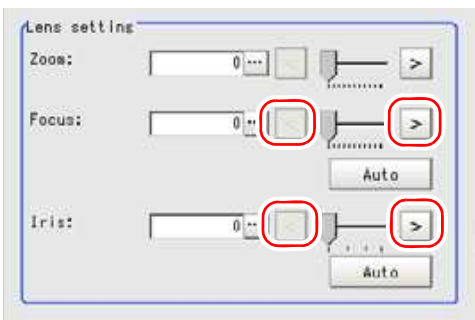 Lens setting
Zoom: 0 ... < >
Focus: 0 ... < >
Auto
Iris: 0 ... < >
Auto